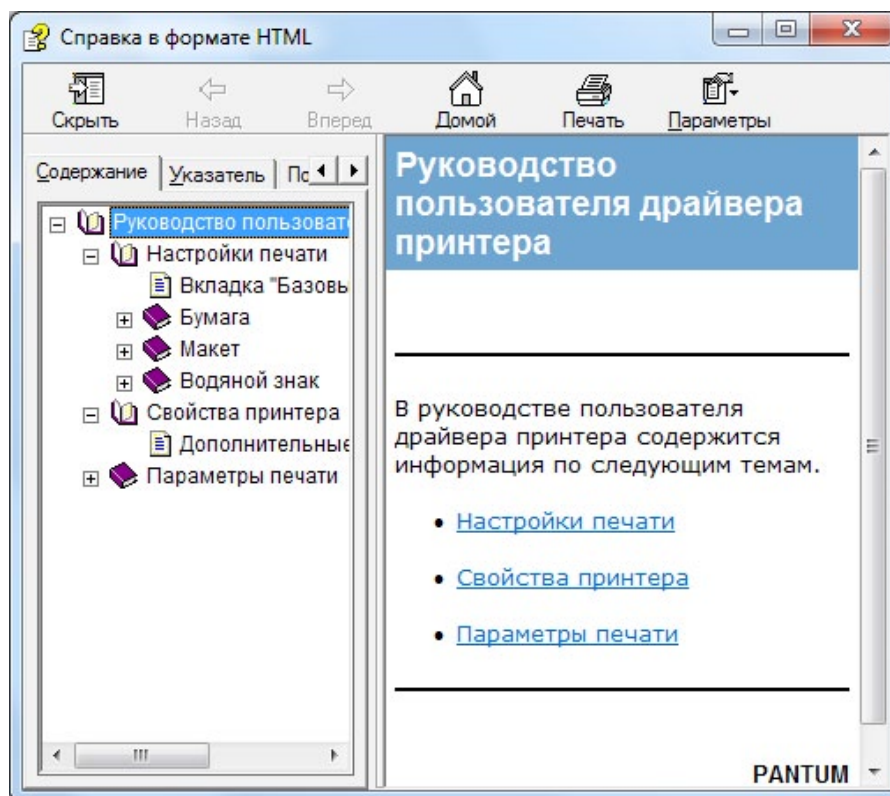 Справка в формате HTML
Скрыть Назад Вперед Домой Печать Параметры
Содержание Указатель
Руководство
Настройки печати
Вкладка
Бумага
Макет
Водяной знак
Свойства принтера
Дополнительные
Параметры печати
Руководство
пользователя драйвера
принтера
В руководстве пользователя
драйвера принтера содержится
информация по следующим темам.
• Настройки печати
• Свойства принтера
• Параметры печати
PANTUM